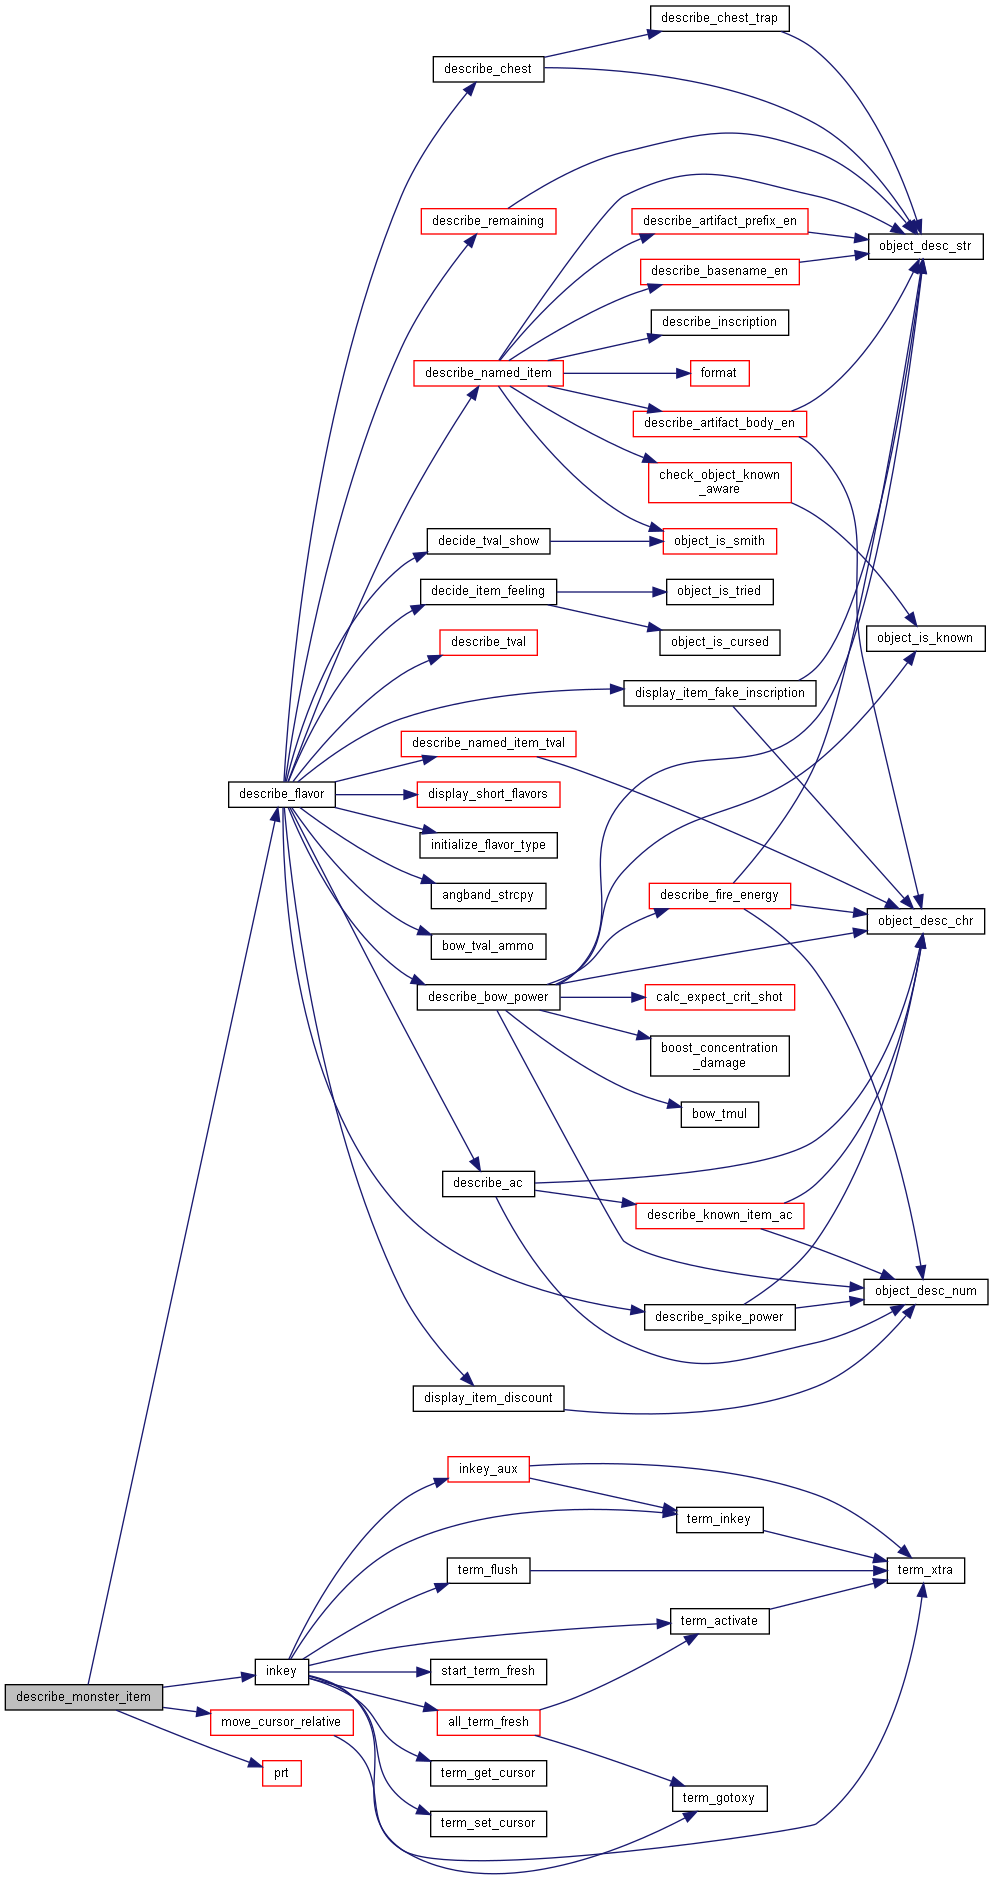 describe_chest_trap
describe_chest
describe_remaining
describe_artifact_prefix_en
object_desc_str
describe_basename_en
describe_inscription
describe_named_item
format
describe_artifact_body_en
check_object_known
_aware
decide_tval_show
object_is_smith
decide_item_feeling
object_is_tried
describe_tval
object_is_cursed
object_is_known
display_item_fake_inscription
describe_named_item_tval
describe_flavor
display_short_flavors
initialize_flavor_type
angband_strcpy
describe_fire_energy
object_desc_chr
bow_tval_ammo
describe_bow_power
calc_expect_crit_shot
boost_concentration
_damage
bow_tmul
describe_ac
describe_known_item_ac
object_desc_num
describe_spike_power
display_item_discount
inkey_aux
term_inkey
term_flush
term_xtra
term_activate
inkey
start_term_fresh
describe_monster_item
move_cursor_relative
all_term_fresh
prt
term_get_cursor
term_gotoxy
term_set_cursor